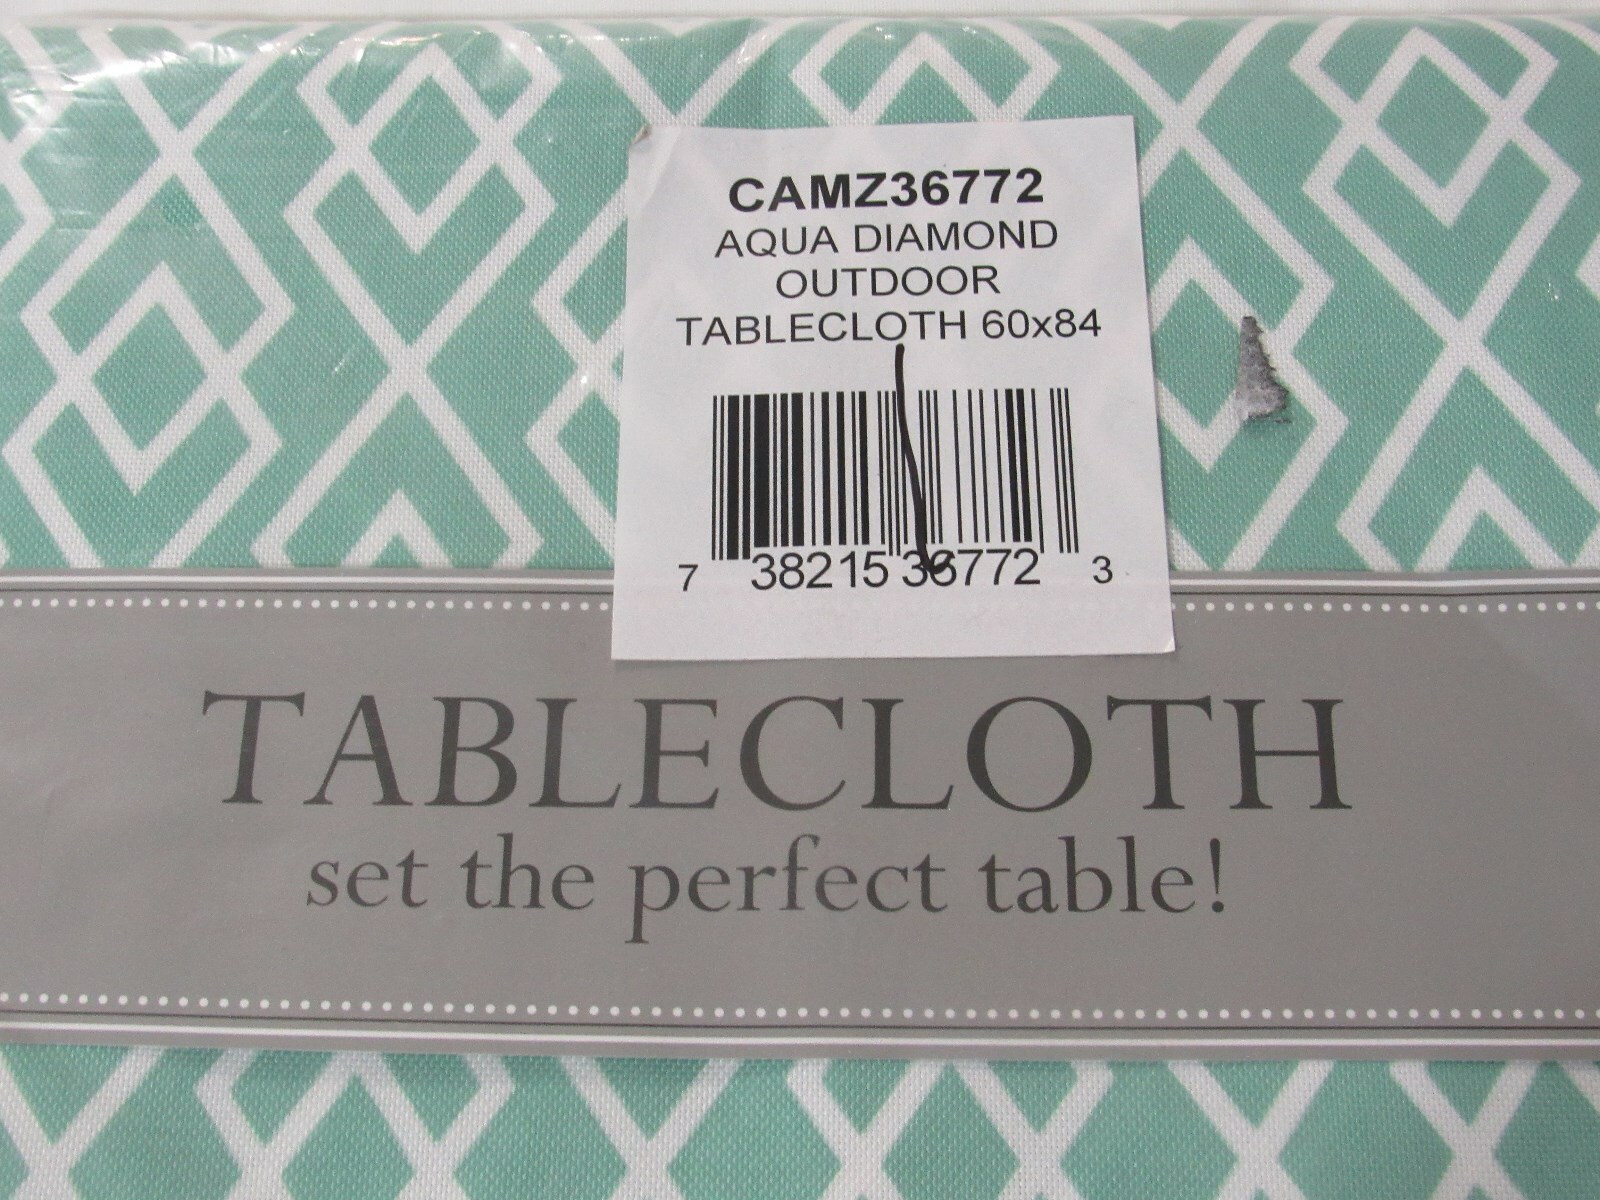 CAMZ36772
AQUA DIAMOND
OUTDOOR
TABLECLOTH 60x84
7 38215 36772 3
TABLECLOTH
set the perfect table!